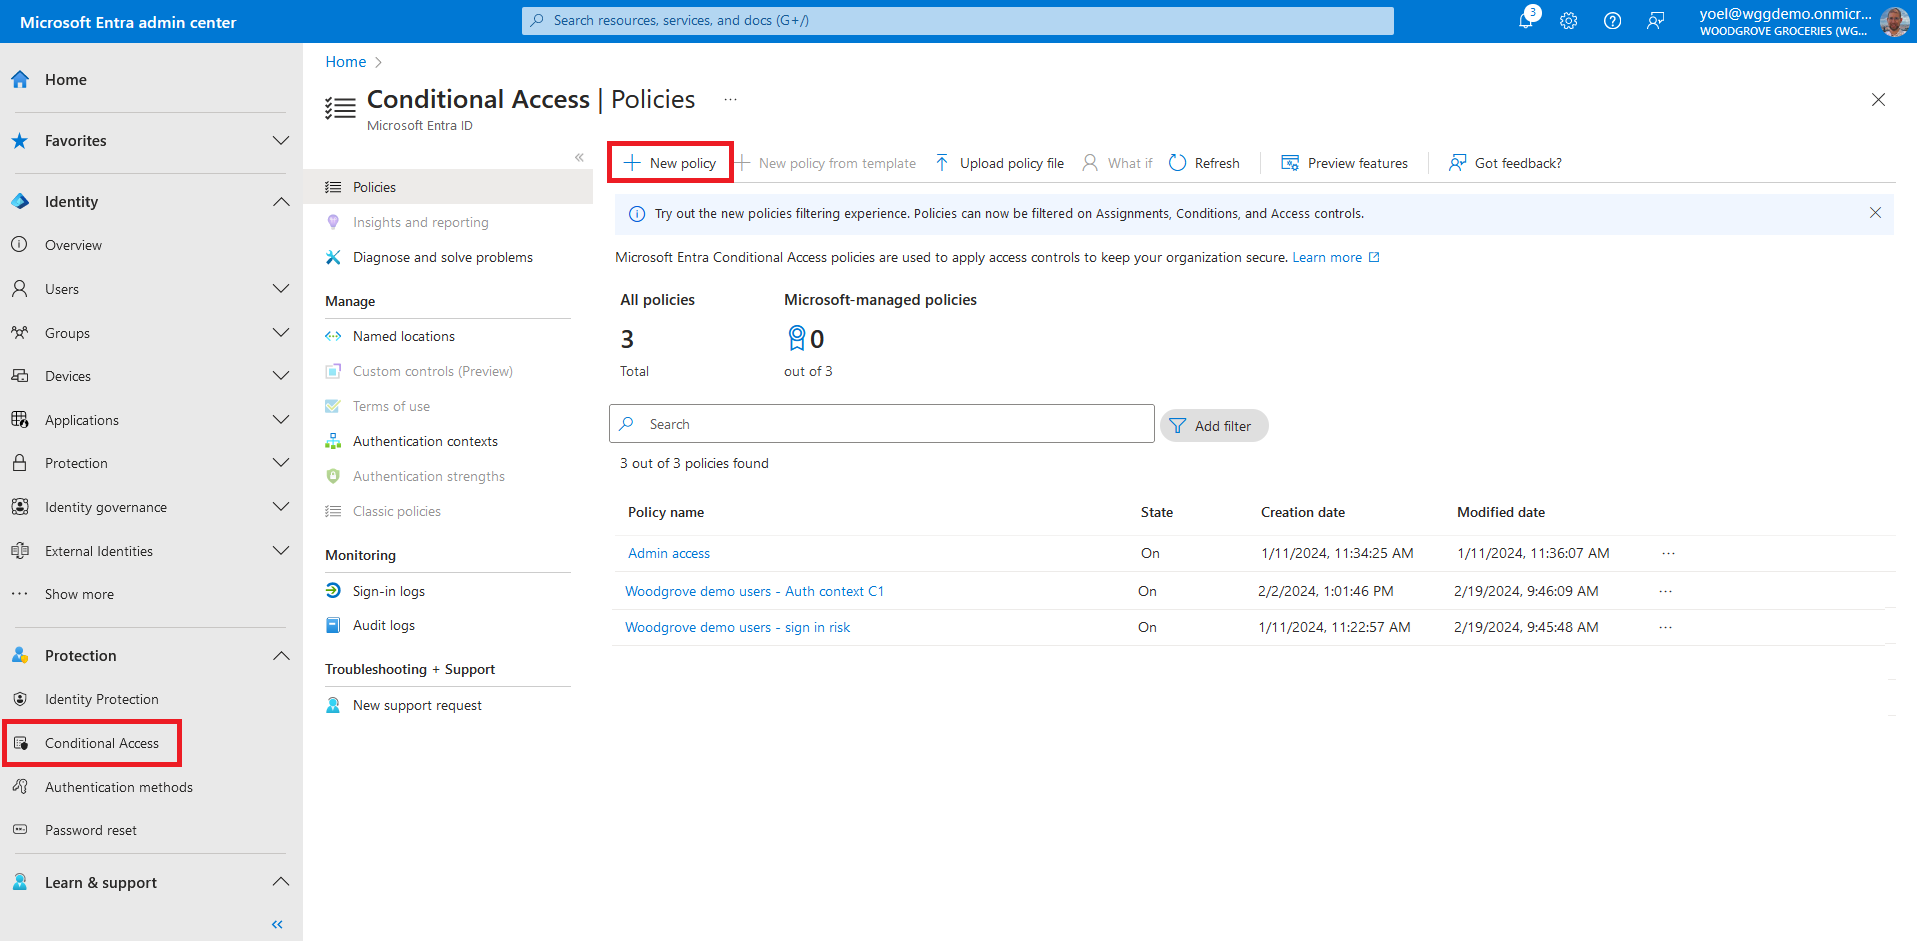 Microsoft Entra admin center
Search resources, services, and docs (G+/)
3
yoel@wggdemo.onmicr...
WOODGROVE GROCERIES (WG...
Home
Favorites
Identity
Overview
Users
Groups
Devices
Applications
Protection
Identity governance
External Identities
Show more
Protection
Identity Protection
Conditional Access
Authentication methods
Password reset
Learn & support
Home
Conditional Access | Policies
Microsoft Entra ID
Policies
Insights and reporting
Diagnose and solve problems
Manage
Named locations
Custom controls (Preview)
Terms of use
Authentication contexts
Authentication strengths
Classic policies
Monitoring
Sign-in logs
Audit logs
Troubleshooting + Support
New support request
New policy New policy from template Upload policy file What if Refresh Preview features Got feedback?
Try out the new policies filtering experience. Policies can now be filtered on Assignments, Conditions, and Access controls.
Microsoft Entra Conditional Access policies are used to apply access controls to keep your organization secure. Learn more
All policies Microsoft-managed policies
3 0
Total out of 3
Search Add filter
3 out of 3 policies found
Policy name State Creation date Modified date
Admin access On 1/11/2024, 11:34:25 AM 1/11/2024, 11:36:07 AM
Woodgrove demo users - Auth context C1 On 2/2/2024, 1:01:46 PM 2/19/2024, 9:46:09 AM
Woodgrove demo users - sign in risk On 1/11/2024, 11:22:57 AM 2/19/2024, 9:45:48 AM